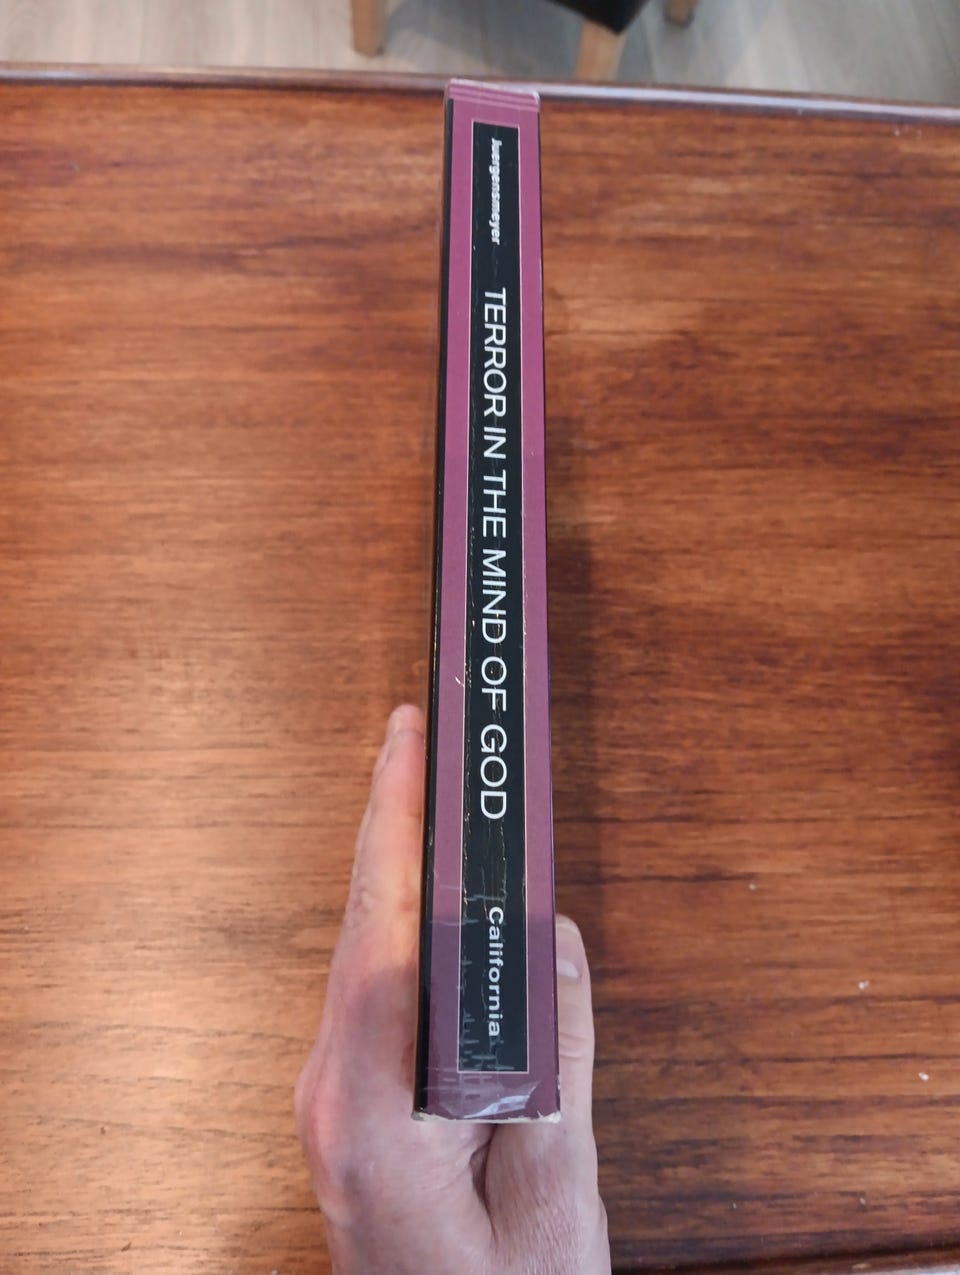 Juergensmeyer
TERROR IN THE MIND OF GOD
California